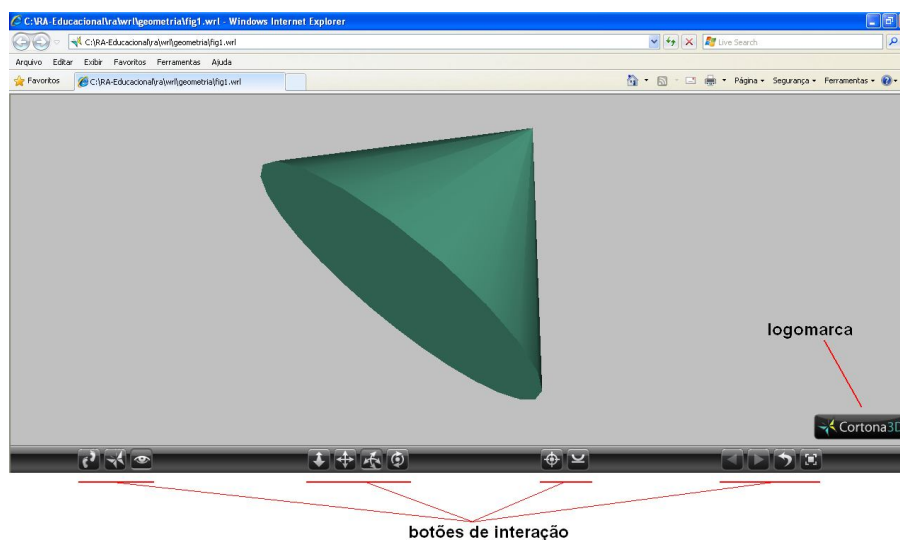 C:\RA-Educacional\ra\wrl\geometria\fig1.wrl - Windows Internet Explorer
C:\RA-Educacional\ra\wrl\geometria\fig1.wrl Live Search
Arquivo Editar Exibir Favoritos Ferramentas Ajuda
Favoritos C:\RA-Educacional\ra\wrl\geometria\fig1.wrl Página Segurança Ferramentas
logomarca
Cortona3D
botões de interação